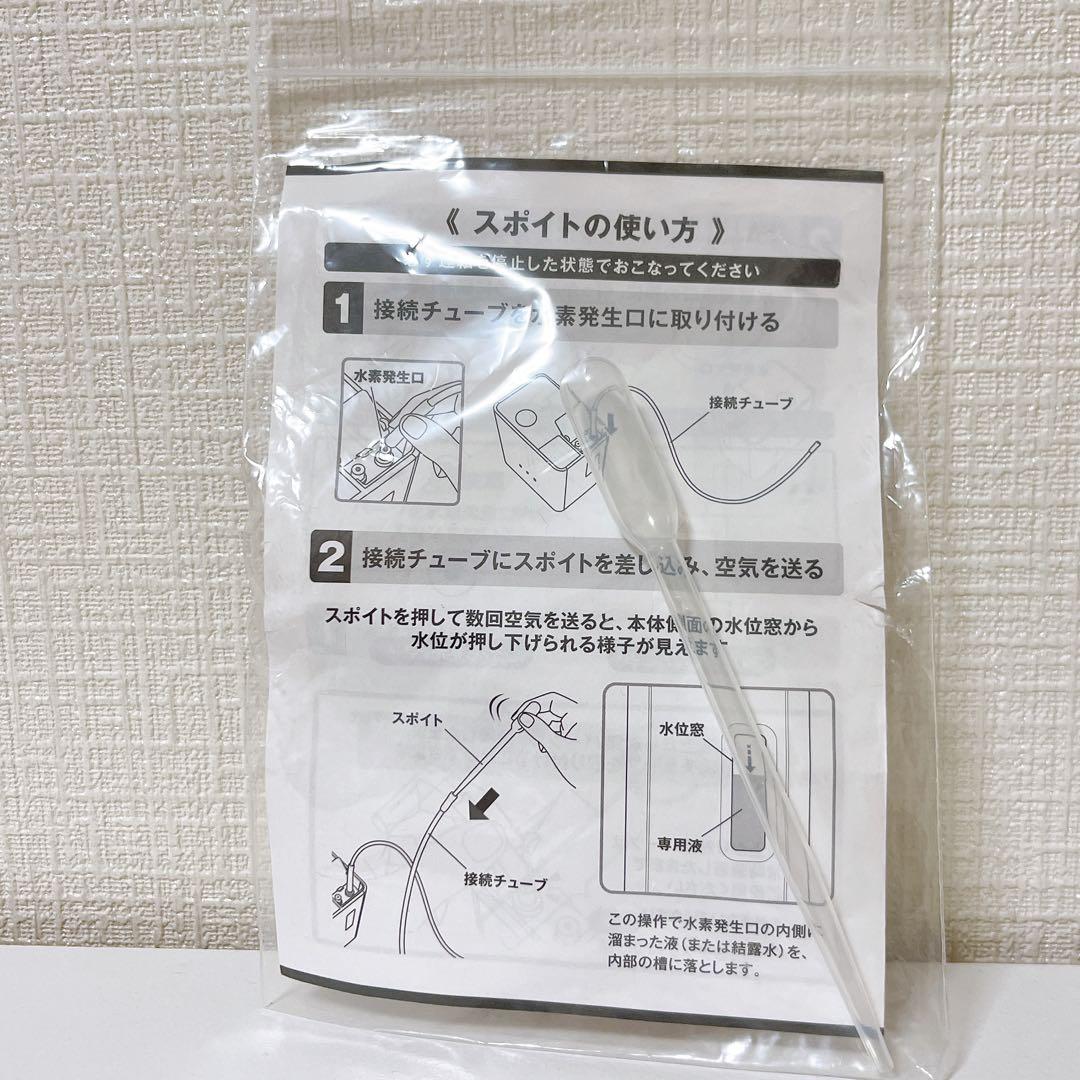 《 スポイトの使い方 》
停止した状態でおこなってください
1 接続チューブを水素発生口に取り付ける
水素発生口
接続チューブ
2 接続チューブにスポイトを差し込み、空気を送る
スポイトを押して数回空気を送ると、本体側面の水位窓から
水位が押し下げられる様子が見えます
スポイト
接続チューブ
水位窓
専用液
この操作で水素発生口の内側に
溜まった液(または結露水)を、
内部の槽に落とします。